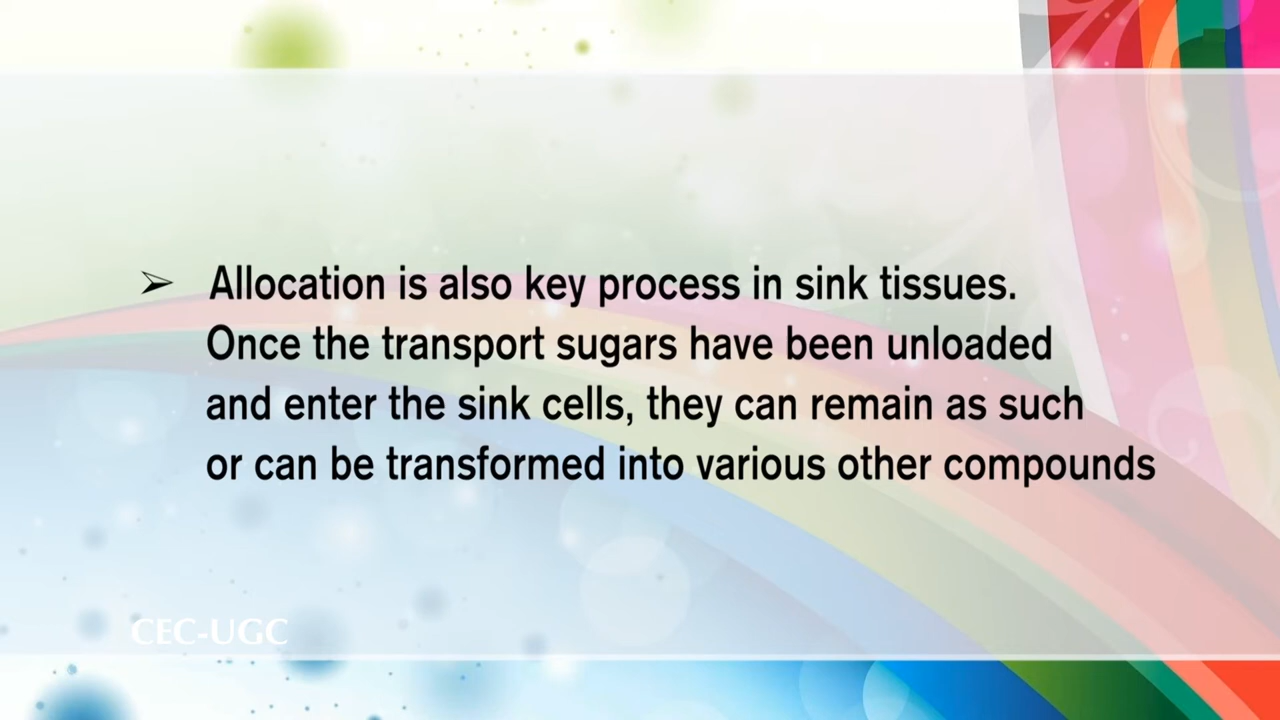 ➢ Allocation is also key process in sink tissues.
Once the transport sugars have been unloaded
and enter the sink cells, they can remain as such
or can be transformed into various other compounds
CEC-UGC